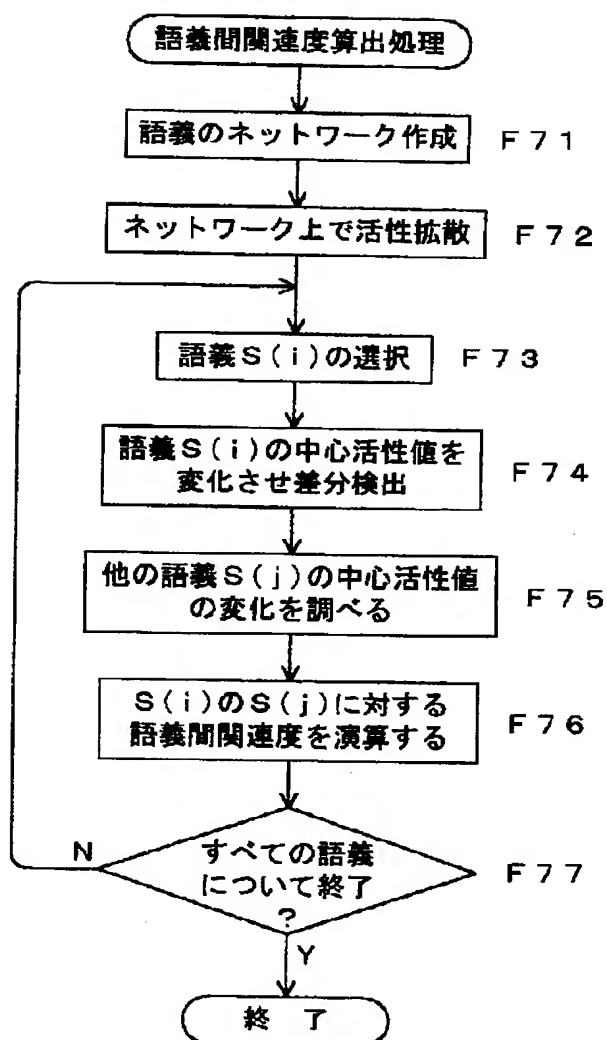 語義間関連度算出処理
語義のネットワーク作成 F71
ネットワーク上で活性拡散 F72
語義S(i)の選択 F73
語義S(i)の中心活性値を
変化させ差分検出 F74
他の語義S(j)の中心活性値
の変化を調べる F75
S(i)のS(j)に対する
語義間関連度を演算する F76
すべての語義
について終了
?
F77
N
Y
終了